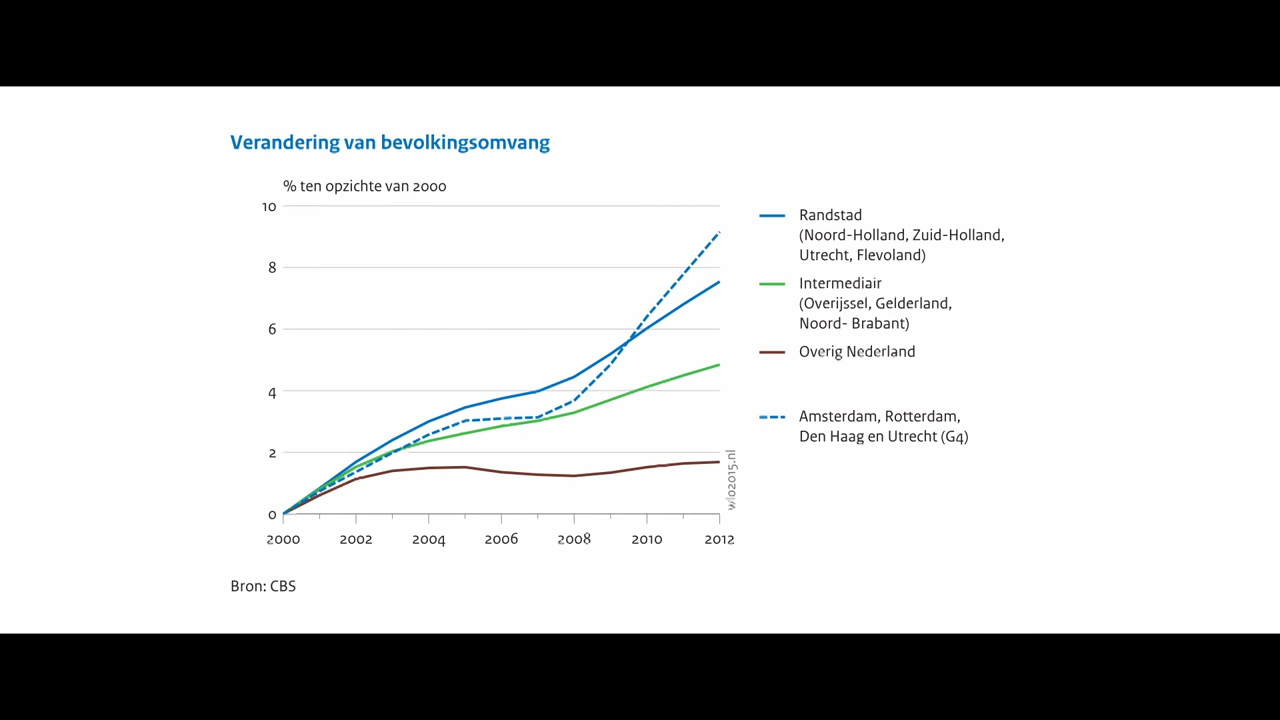 Verandering van bevolkingsomvang
% ten opzichte van 2000
10
8
6
4
2
0
2000 2002 2004 2006 2008 2010 2012
wlo2015.nl
Randstad
(Noord-Holland, Zuid-Holland,
Utrecht, Flevoland)
Intermediair
(Overijssel, Gelderland,
Noord- Brabant)
Overig Nederland
Amsterdam, Rotterdam,
Den Haag en Utrecht (G4)
Bron: CBS